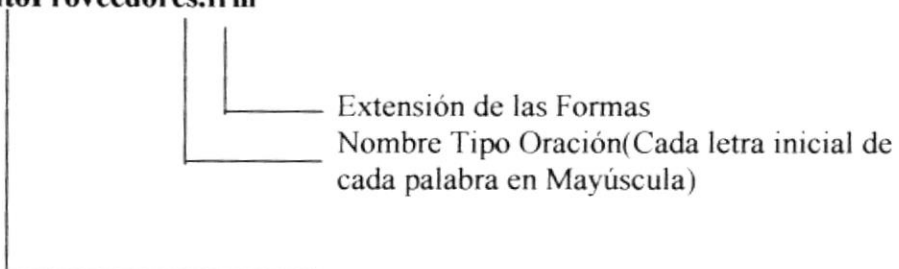 Extensión de las Formas
Nombre Tipo Oración(Cada letra inicial de
cada palabra en Mayúscula)